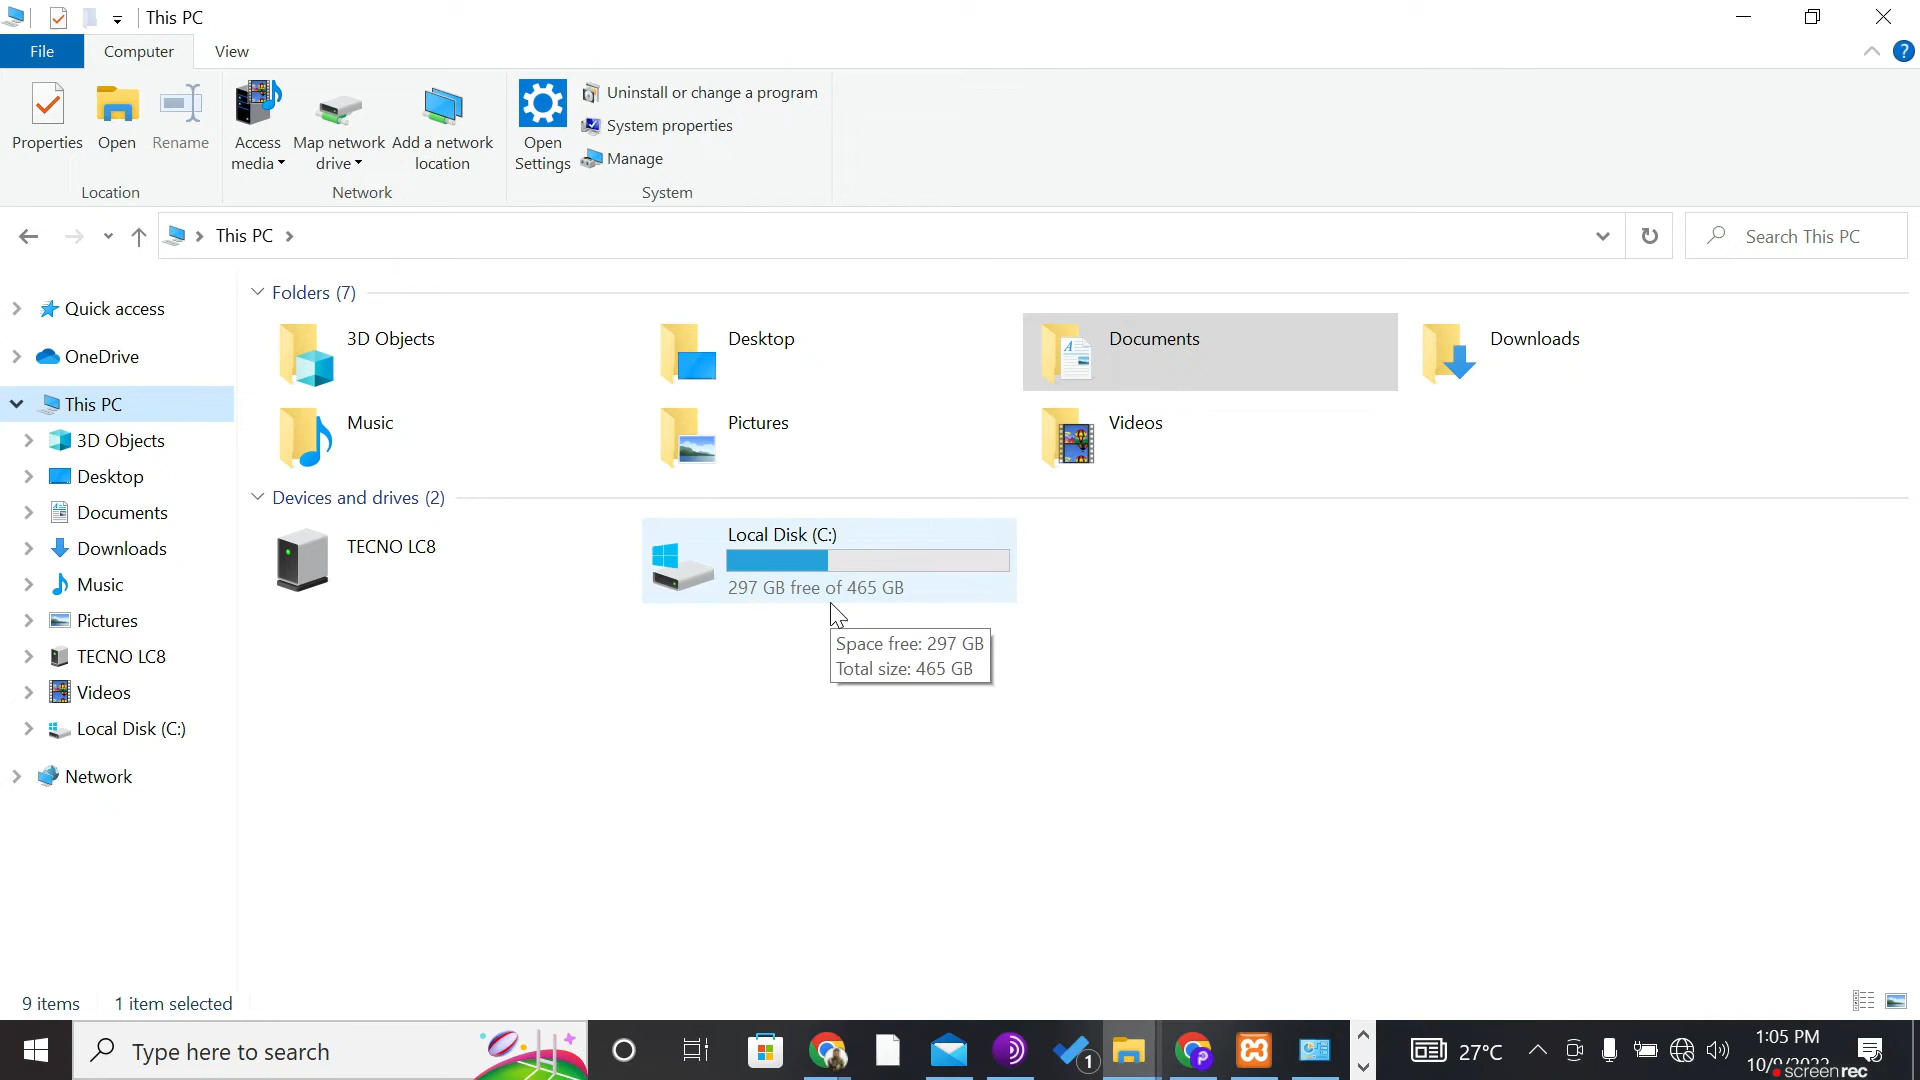 This PC
File
Computer
View
Properties
Open
Rename
Access media
Map network drive
Add a network location
Open Settings
Uninstall or change a program
System properties
Manage
Location
Network
System
This PC
Search This PC
Quick access
OneDrive
This PC
3D Objects
Desktop
Documents
Downloads
Music
Pictures
TECNO LC8
Videos
Local Disk (C:)
Network
Folders (7)
3D Objects
Desktop
Documents
Downloads
Music
Pictures
Videos
Devices and drives (2)
TECNO LC8
Local Disk (C:)
297 GB free of 465 GB
Space free: 297 GB
Total size: 465 GB
9 items
1 item selected
Type here to search
1
27°C
1:05 PM
screenrec